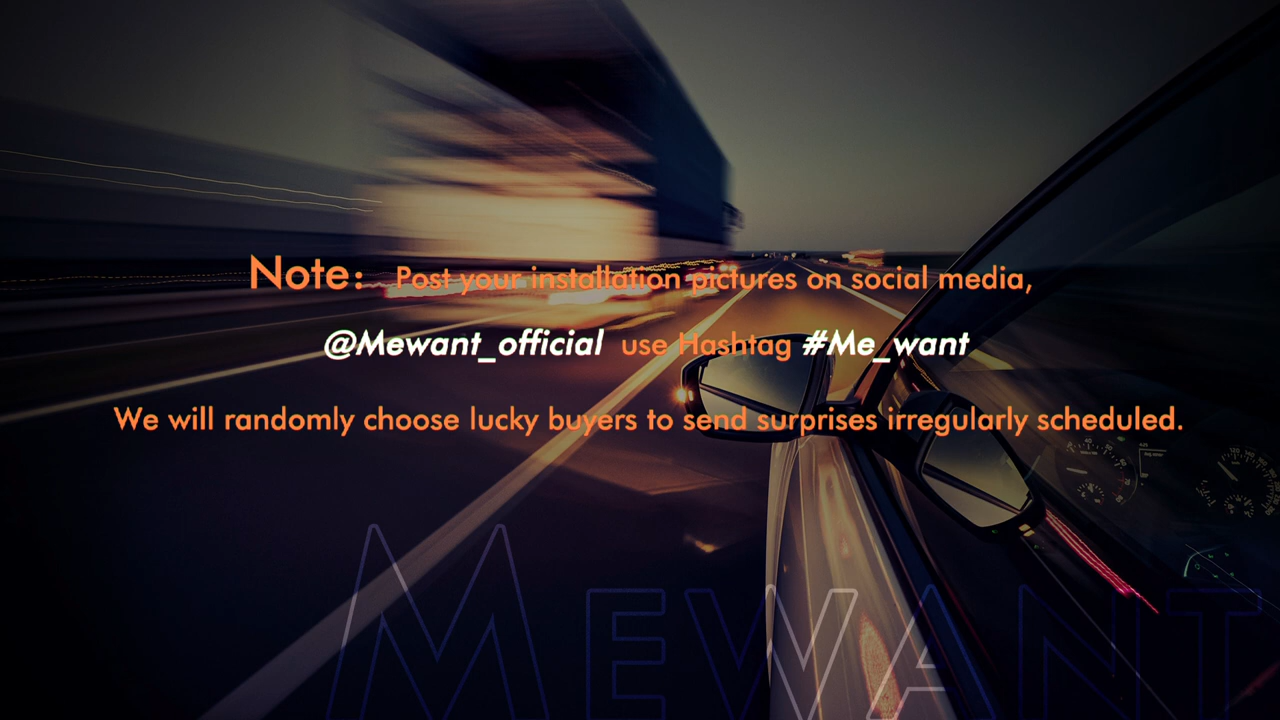 Note: Post your installation pictures on social media,
@Mewant_official use Hashtag #Me_want
We will randomly choose lucky buyers to send surprises irregularly scheduled.
MEWANT